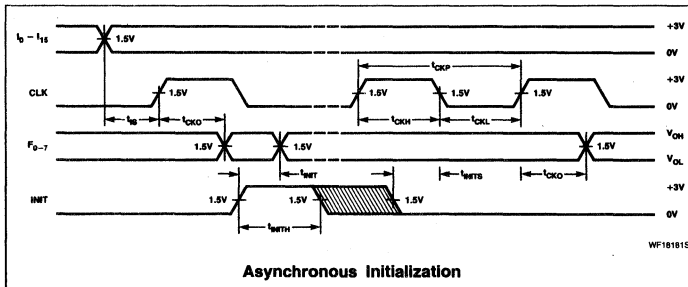 I0 – I15
1.5V
+3V
0V
tCKP
CLK
1.5V
1.5V
1.5V
1.5V
+3V
0V
tIS
tCKO
tCKH
tCKL
F0–7
1.5V
1.5V
VOH
VOL
tINIT
tINITS
tCKO
INIT
1.5V
1.5V
1.5V
+3V
0V
tINITH
WF18181S
Asynchronous Initialization